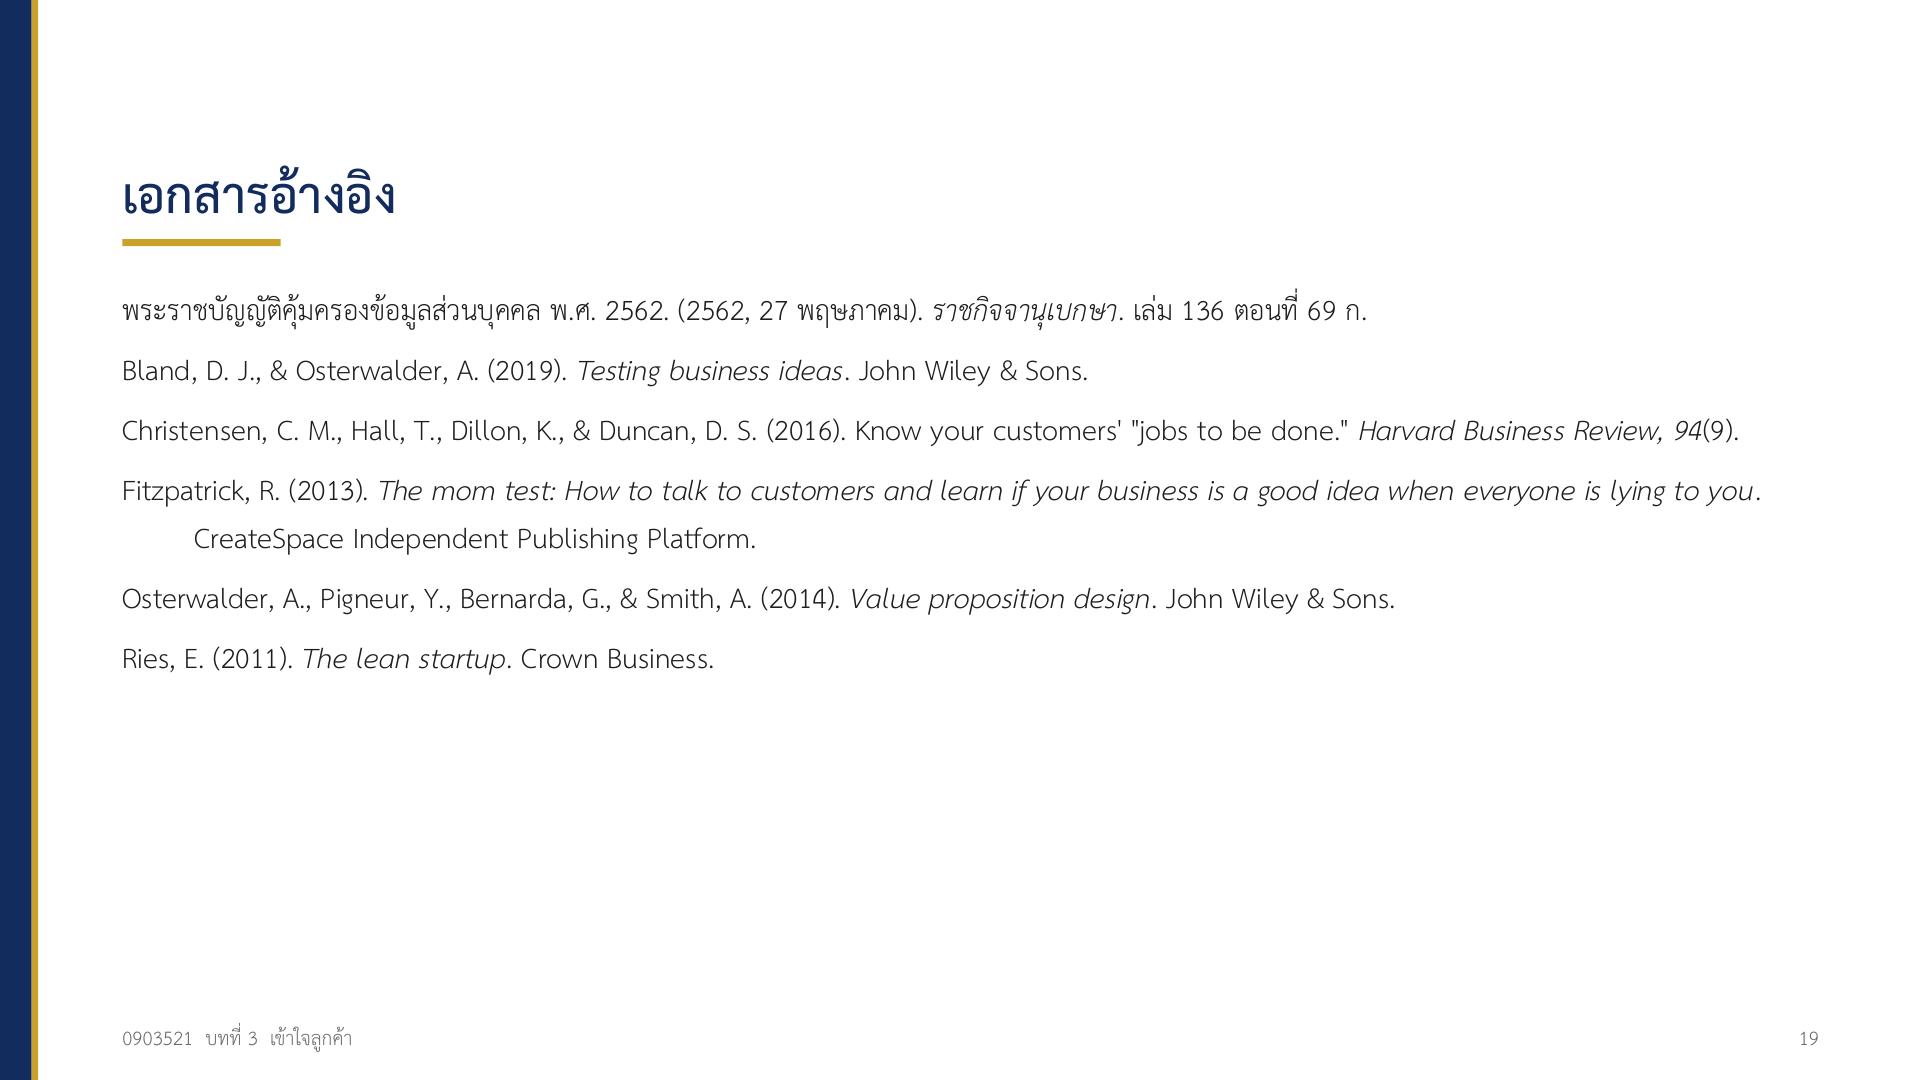 เอกสารอ้างอิง
พระราชบัญญัติคุ้มครองข้อมูลส่วนบุคคล พ.ศ. 2562. (2562, 27 พฤษภาคม). ราชกิจจานุเบกษา. เล่ม 136 ตอนที่ 69 ก.
Bland, D. J., & Osterwalder, A. (2019). Testing business ideas. John Wiley & Sons.
Christensen, C. M., Hall, T., Dillon, K., & Duncan, D. S. (2016). Know your customers' "jobs to be done." Harvard Business Review, 94(9).
Fitzpatrick, R. (2013). The mom test: How to talk to customers and learn if your business is a good idea when everyone is lying to you.
CreateSpace Independent Publishing Platform.
Osterwalder, A., Pigneur, Y., Bernarda, G., & Smith, A. (2014). Value proposition design. John Wiley & Sons.
Ries, E. (2011). The lean startup. Crown Business.
0903521 บทที่ 3 เข้าใจลูกค้า
19